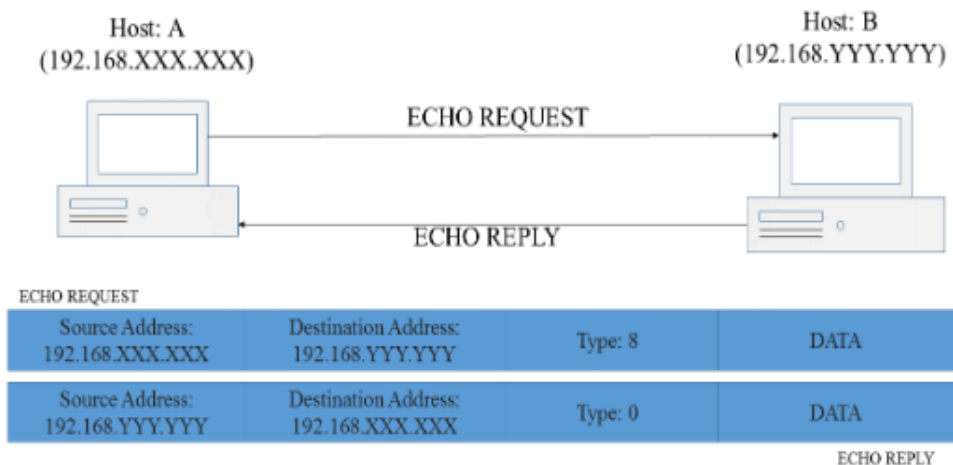 Host: A
(192.168.XXX.XXX)
Host: B
(192.168.YYY.YYY)
ECHO REQUEST
ECHO REPLY
ECHO REQUEST
Source Address:
192.168.XXX.XXX
Destination Address:
192.168.YYY.YYY
Type: 8
DATA
Source Address:
192.168.YYY.YYY
Destination Address:
192.168.XXX.XXX
Type: 0
DATA
ECHO REPLY